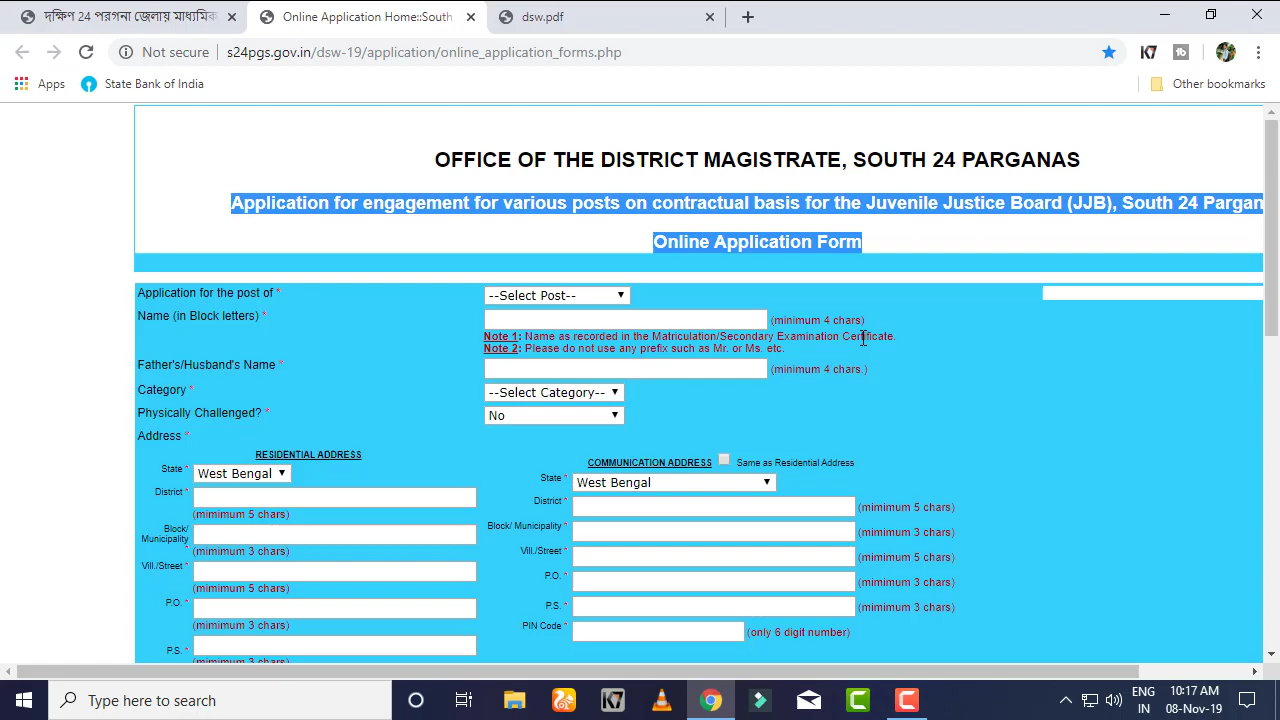 দক্ষিণ 24 পরগনা জেলায় মাধ্যমিক
Online Application Home::South
dsw.pdf
Not secure
s24pgs.gov.in/dsw-19/application/online_application_forms.php
K7
tb
Apps
State Bank of India
Other bookmarks
OFFICE OF THE DISTRICT MAGISTRATE, SOUTH 24 PARGANAS
Application for engagement for various posts on contractual basis for the Juvenile Justice Board (JJB), South 24 Pargan
Online Application Form
Application for the post of *
--Select Post--
Name (in Block letters) *
(minimum 4 chars)
Note 1: Name as recorded in the Matriculation/Secondary Examination Certificate.
Note 2: Please do not use any prefix such as Mr. or Ms. etc.
Father's/Husband's Name *
(minimum 4 chars.)
Category *
--Select Category--
Physically Challenged? *
No
Address *
RESIDENTIAL ADDRESS
State *
West Bengal
District *
(mimimum 5 chars)
Block/ Municipality *
(mimimum 3 chars)
Vill./Street *
(mimimum 5 chars)
P.O. *
(mimimum 3 chars)
P.S. *
(mimimum 3 chars)
COMMUNICATION ADDRESS
Same as Residential Address
State *
West Bengal
District *
(mimimum 5 chars)
Block/ Municipality *
(mimimum 3 chars)
Vill./Street *
(mimimum 5 chars)
P.O. *
(mimimum 3 chars)
P.S. *
(mimimum 3 chars)
PIN Code *
(only 6 digit number)
Type here to search
K7
ENG
IN
10:17 AM
08-Nov-19